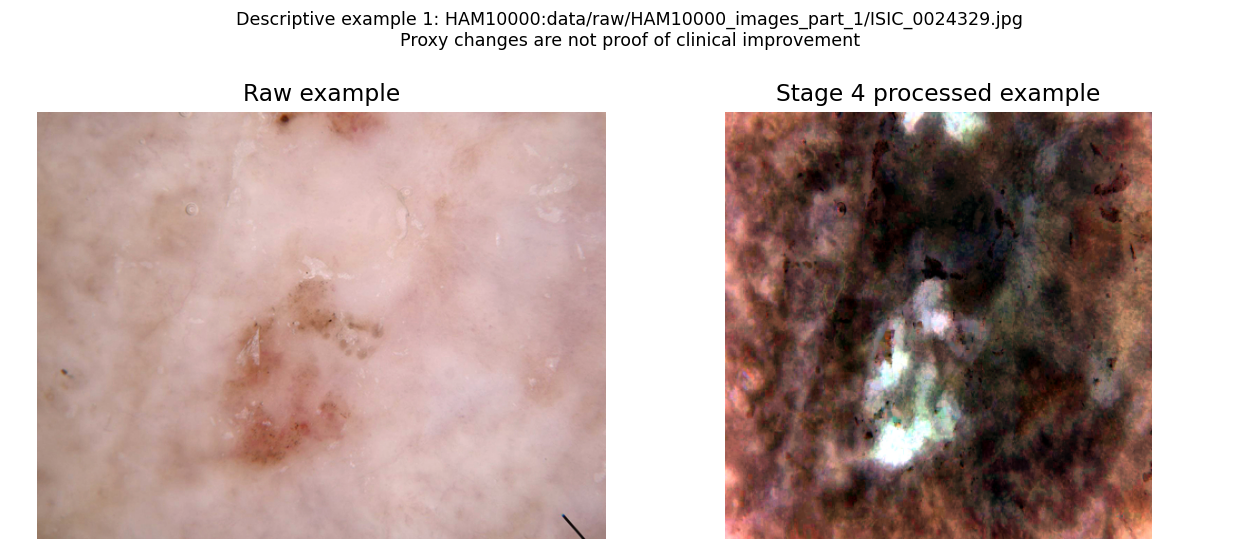 Descriptive example 1: HAM10000:data/raw/HAM10000_images_part_1/ISIC_0024329.jpg
Proxy changes are not proof of clinical improvement
Raw example
Stage 4 processed example